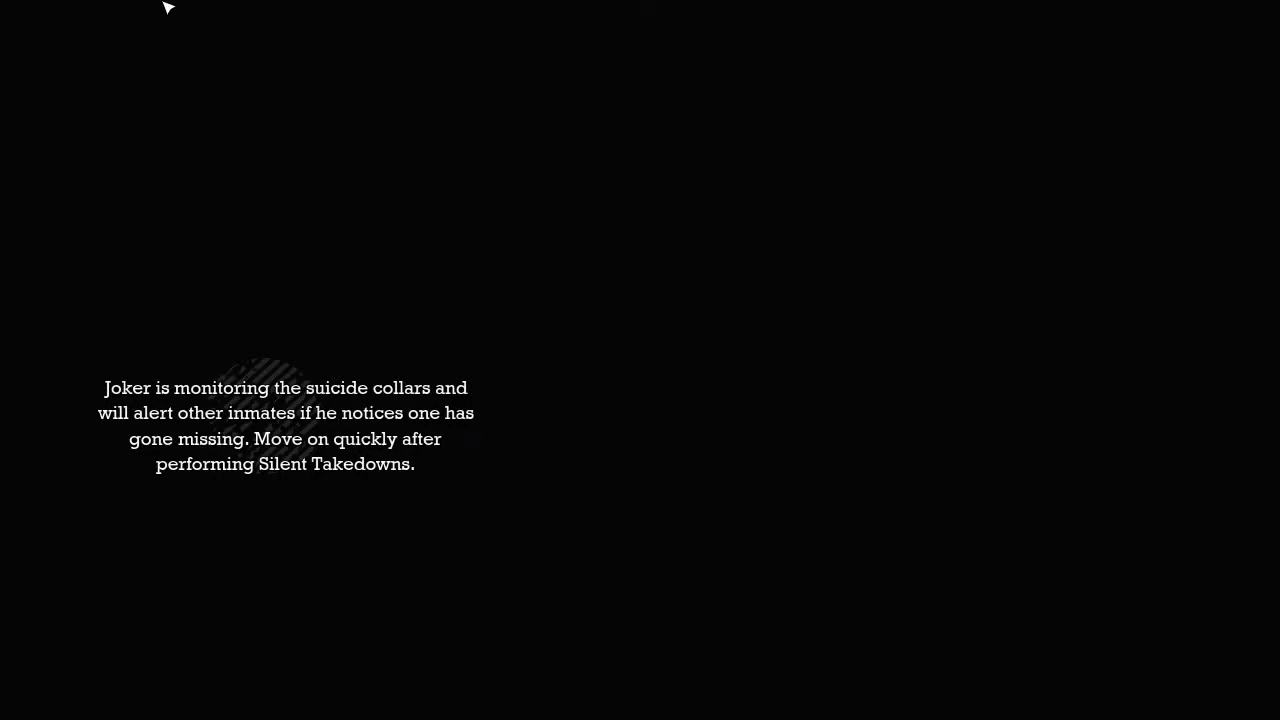 Joker is monitoring the suicide collars and
will alert other inmates if he notices one has
gone missing. Move on quickly after
performing Silent Takedowns.